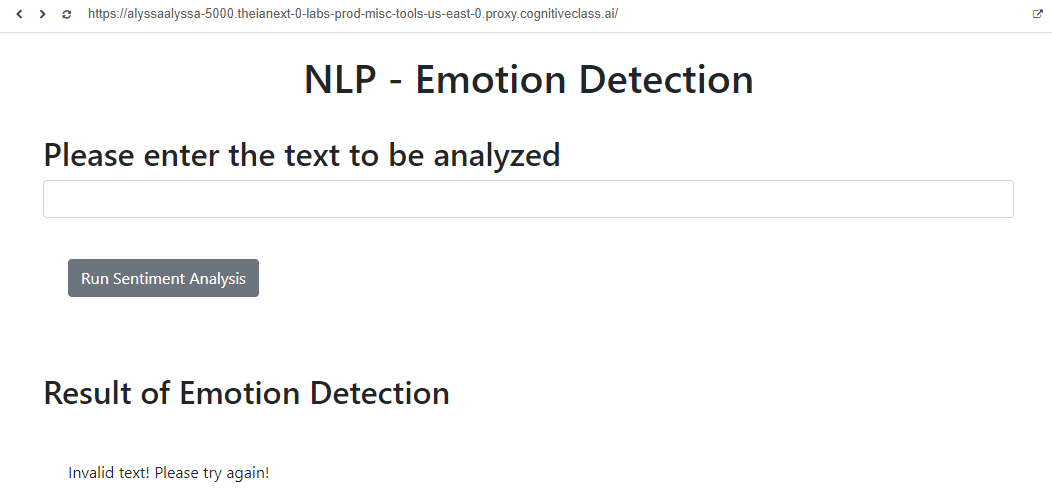 https://alyssaalyssa-5000.theianext-0-labs-prod-misc-tools-us-east-0.proxy.cognitiveclass.ai/
NLP - Emotion Detection
Please enter the text to be analyzed
Run Sentiment Analysis
Result of Emotion Detection
Invalid text! Please try again!